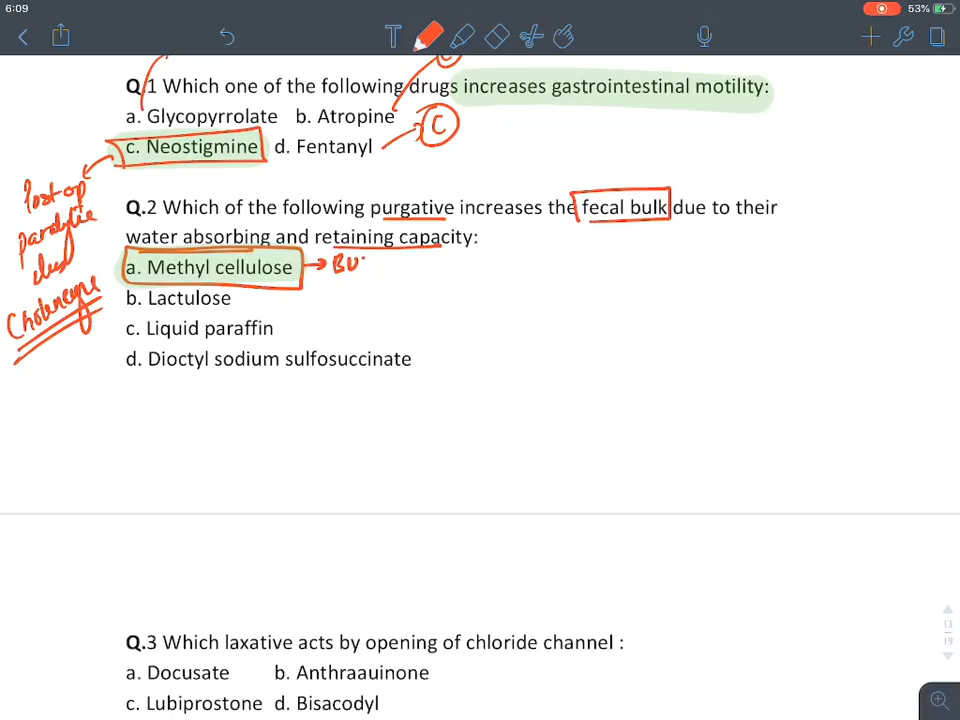 6:09
53%
T
Q.1 Which one of the following drugs increases gastrointestinal motility:
a. Glycopyrrolate b. Atropine
C
c. Neostigmine d. Fentanyl
Post-op
paralytic
Q.2 Which of the following purgative increases the fecal bulk due to their
water absorbing and retaining capacity:
a. Methyl cellulose → BU
b. Lactulose
c. Liquid paraffin
d. Dioctyl sodium sulfosuccinate
Q.3 Which laxative acts by opening of chloride channel :
13
19
a. Docusate b. Anthraauinone
c. Lubiprostone d. Bisacodyl